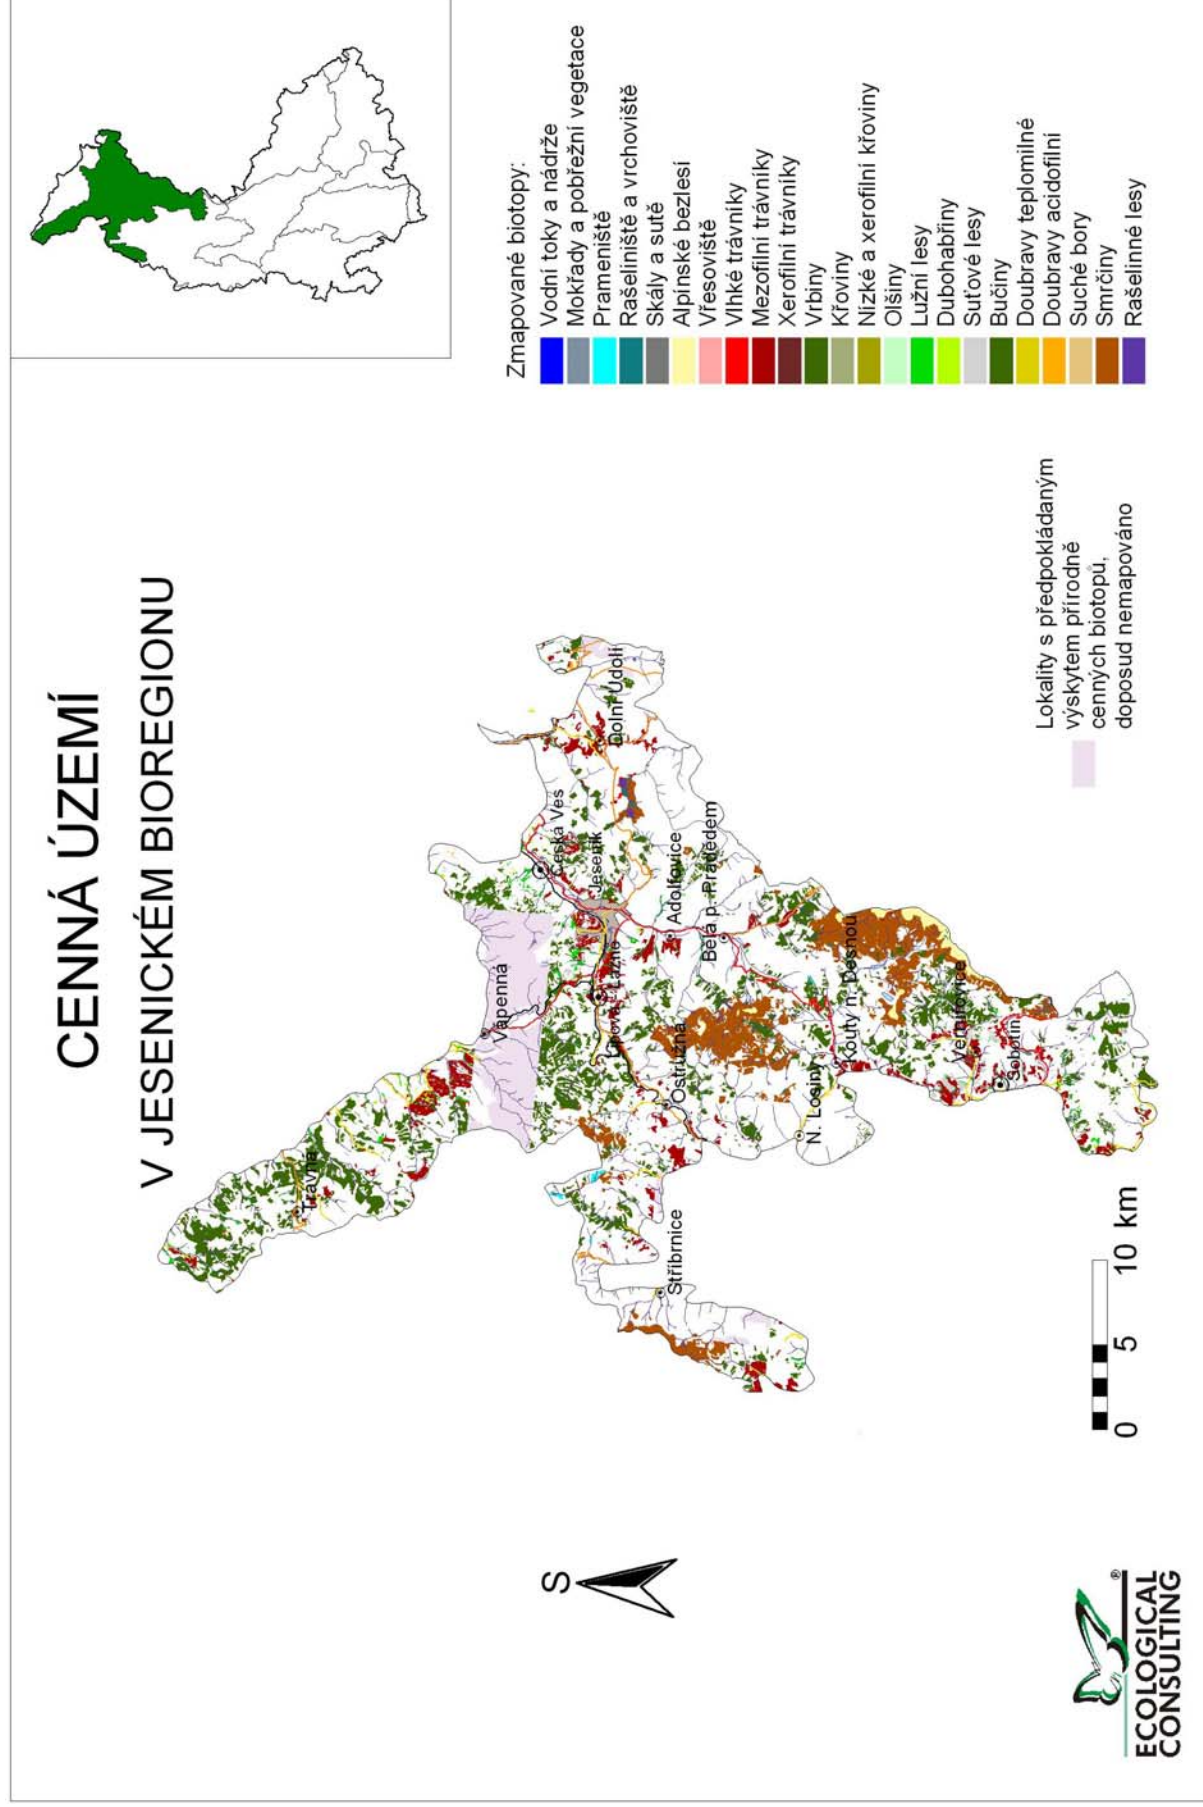 CENNÁ ÚZEMÍ
V JESENICKÉM BIOREGIONU
Zmapované biotopy:
Vodní toky a nádrže
Mokřady a pobřežní vegetace
Prameniště
Rašeliniště a vrchoviště
Skály a sutě
Alpínské bezlesí
Vřesoviště
Vlhké trávníky
Mezofilní trávníky
Xerofilní trávníky
Vrbiny
Křoviny
Nízké a xerofilní křoviny
Olšiny
Lužní lesy
Dubohabřiny
Suťové lesy
Bučiny
Doubravy teplomilné
Doubravy acidofilní
Suché bory
Smrčiny
Rašelinné lesy
Lokality s předpokládaným
výskytem přírodně
cenných biotopů,
doposud nemapováno
Travná
Vápenná
Česká Ves
Jeseník
Lázně
Dolní Údolí
Adolfovice
Bělá p. Pradědem
Ostružná
Stříbrnice
N. Losiny
Kouty n. Desnou
Vernířovice
Sobotín
S
0 5 10 km
ECOLOGICAL
CONSULTING
®